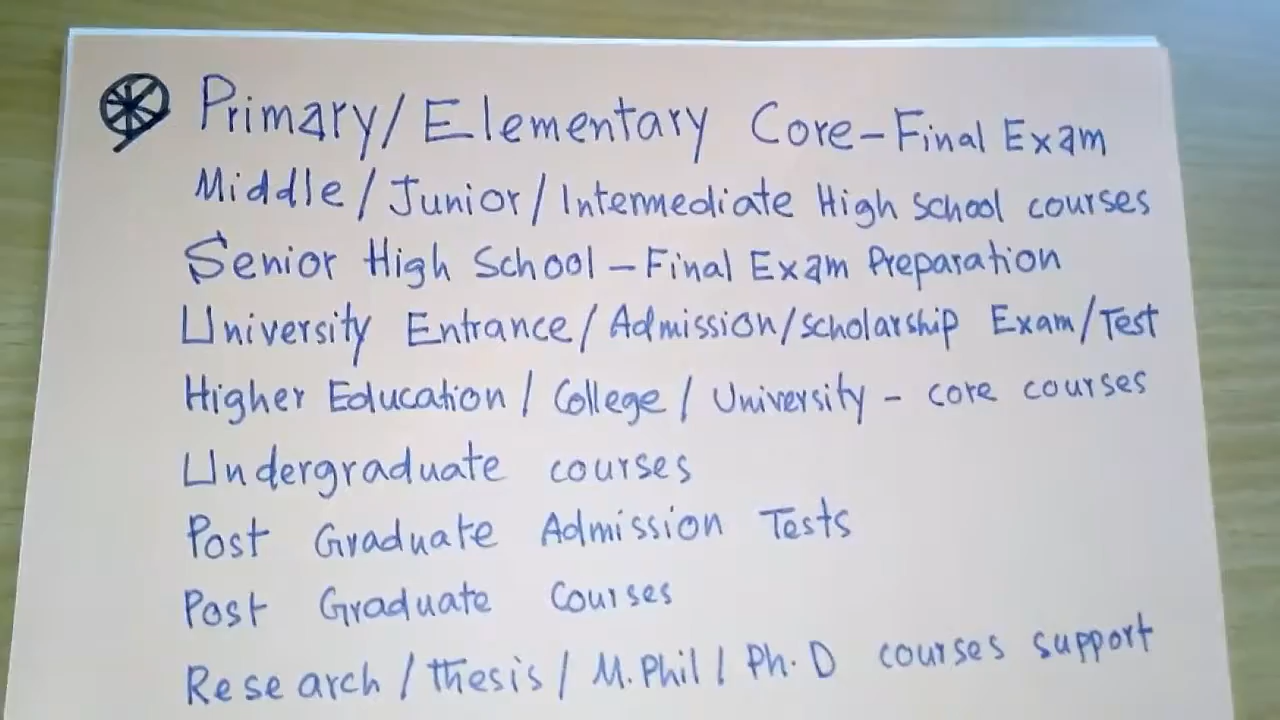 Primary/Elementary Core-Final Exam
Middle/Junior/Intermediate High school courses
Senior High School - Final Exam Preparation
University Entrance/Admission/scholarship Exam/Test
Higher Education/College/University - core courses
Undergraduate courses
Post Graduate Admission Tests
Post Graduate Courses
Research/thesis/M.Phil/Ph.D courses support